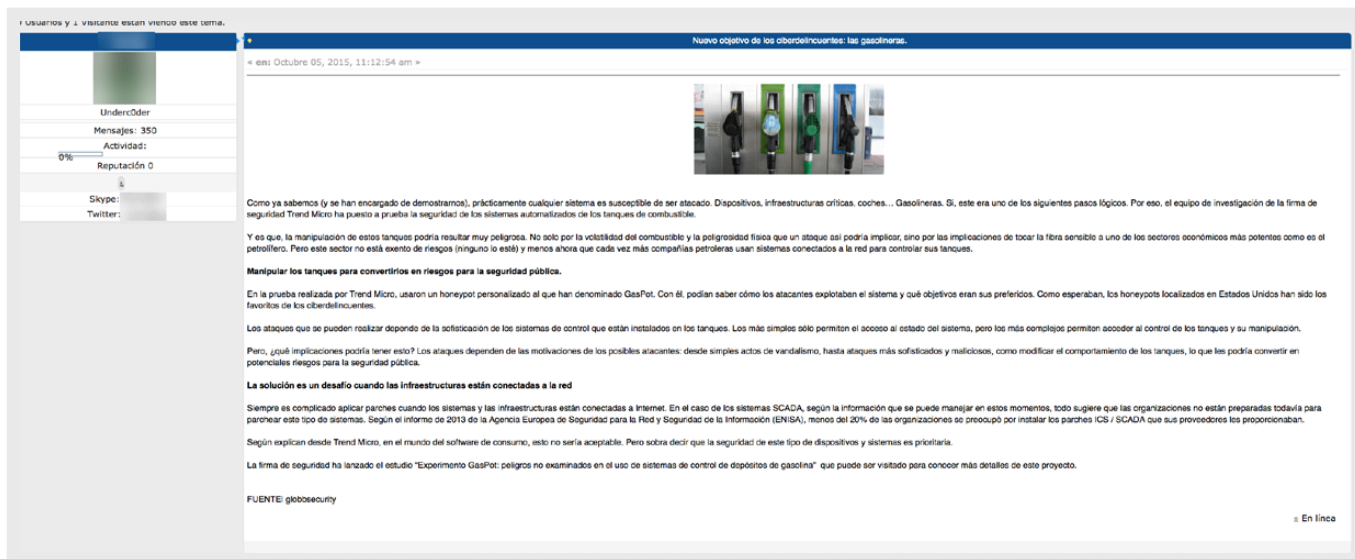 r Usuarios y 1 Visitante están viendo este tema.
Nuevo objetivo de los ciberdelincuentes: las gasolineras.
« en: Octubre 05, 2015, 11:12:54 am »
Underc0der
Mensajes: 350
Actividad:
0%
Reputación 0
Skype:
Twitter:
Como ya sabemos (y se han encargado de demostrarnos), prácticamente cualquier sistema es susceptible de ser atacado. Dispositivos, infraestructuras críticas, coches... Gasolineras. Si, este era uno de los siguientes pasos lógicos. Por eso, el equipo de investigación de la firma de
seguridad Trend Micro ha puesto a prueba la seguridad de los sistemas automatizados de los tanques de combustible.
Y es que, la manipulación de estos tanques podría resultar muy peligrosa. No solo por la volatilidad del combustible y la peligrosidad física que un ataque así podría implicar, sino por las implicaciones de tocar la fibra sensible a uno de los sectores económicos más potentes como es el
petrolífero. Pero este sector no está exento de riesgos (ninguno lo esté) y menos ahora que cada vez más compañías petroleras usan sistemas conectados a la red para controlar sus tanques.
Manipular los tanques para convertirlos en riesgos para la seguridad pública.
En la prueba realizada por Trend Micro, usaron un honeypot personalizado al que han denominado GasPot. Con él, podían saber cómo los atacantes explotaban el sistema y qué objetivos eran sus preferidos. Como esperaban, los honeypots localizados en Estados Unidos han sido los
favoritos de los ciberdelincuentes.
Los ataques que se pueden realizar depende de la sofisticación de los sistemas de control que están instalados en los tanques. Los más simples sólo permiten el acceso al estado del sistema, pero los más complejos permiten acceder al control de los tanques y su manipulación.
Pero, ¿qué implicaciones podría tener esto? Los ataques dependen de las motivaciones de los posibles atacantes: desde simples actos de vandalismo, hasta ataques más sofisticados y maliciosos, como modificar el comportamiento de los tanques, lo que les podría convertir en
potenciales riesgos para la seguridad pública.
La solución es un desafío cuando las infraestructuras están conectadas a la red
Siempre es complicado aplicar parches cuando los sistemas y las infraestructuras están conectadas a Internet. En el caso de los sistemas SCADA, según la información que se puede manejar en estos momentos, todo sugiere que las organizaciones no están preparadas todavía para
parchear este tipo de sistemas. Según el informe de 2013 de la Agencia Europea de Seguridad para la Red y Seguridad de la Información (ENISA), menos del 20% de las organizaciones se preocupó por instalar los parches ICS / SCADA que sus proveedores les proporcionaban.
Según explican desde Trend Micro, en el mundo del software de consumo, esto no sería aceptable. Pero sobra decir que la seguridad de este tipo de dispositivos y sistemas es prioritaria.
La firma de seguridad ha lanzado el estudio "Experimento GasPot: peligros no examinados en el uso de sistemas de control de depósitos de gasolina" que puede ser visitado para conocer más detalles de este proyecto.
FUENTE| globbsecurity
En línea